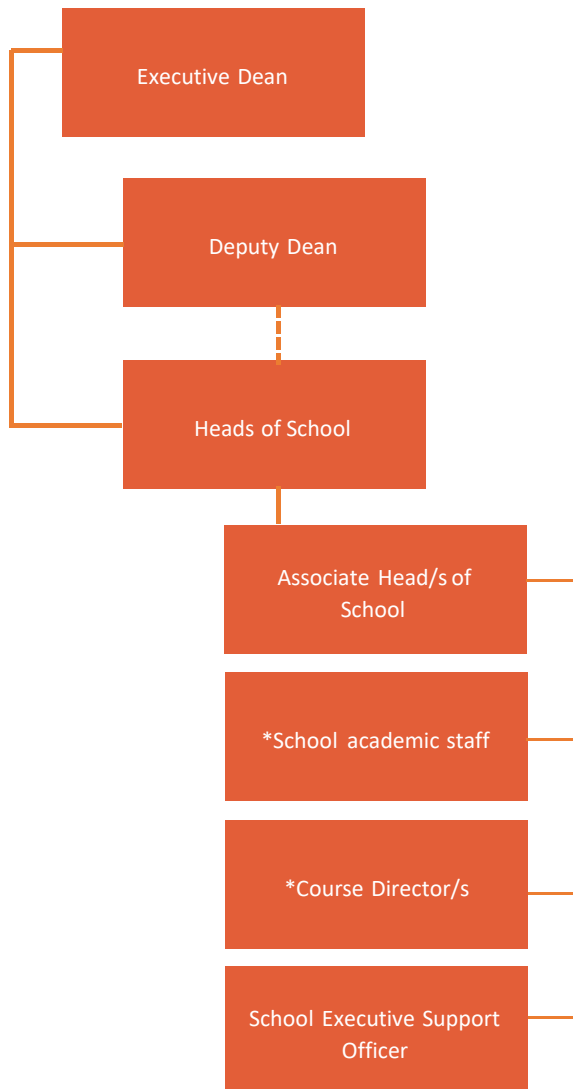 Executive Dean
Deputy Dean
Heads of School
Associate Head/s of
School
*School academic staff
*Course Director/s
School Executive Support
Officer